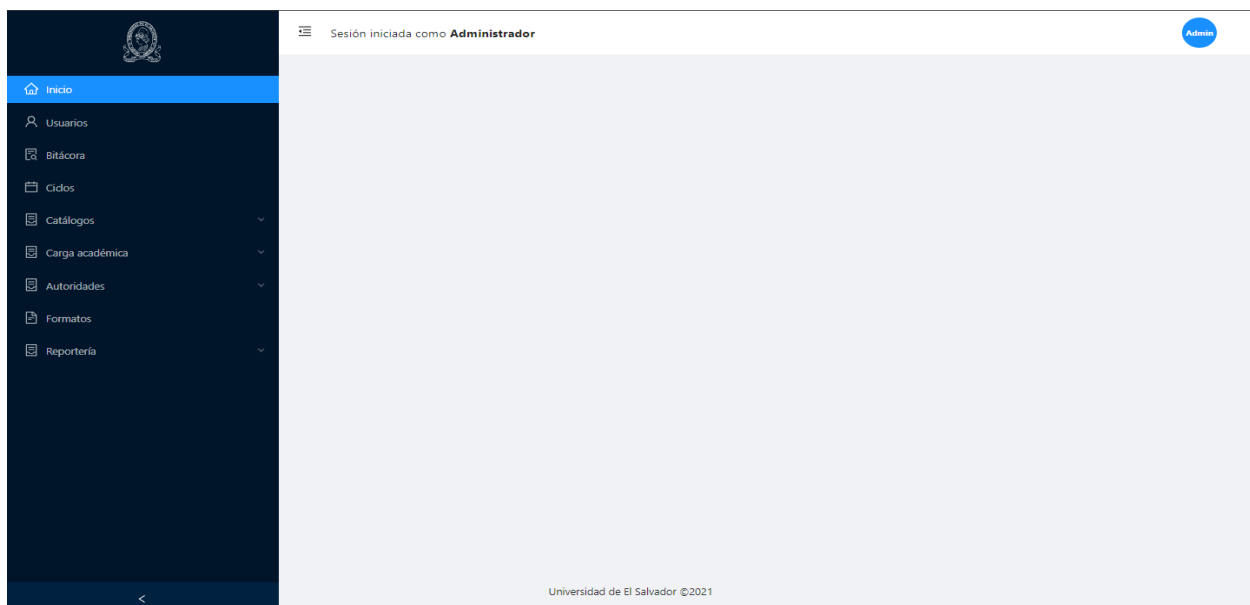 Sesión iniciada como Administrador
Admin
Inicio
Usuarios
Bitácora
Ciclos
Catálogos
Carga académica
Autoridades
Formatos
Reportería
Universidad de El Salvador ©2021